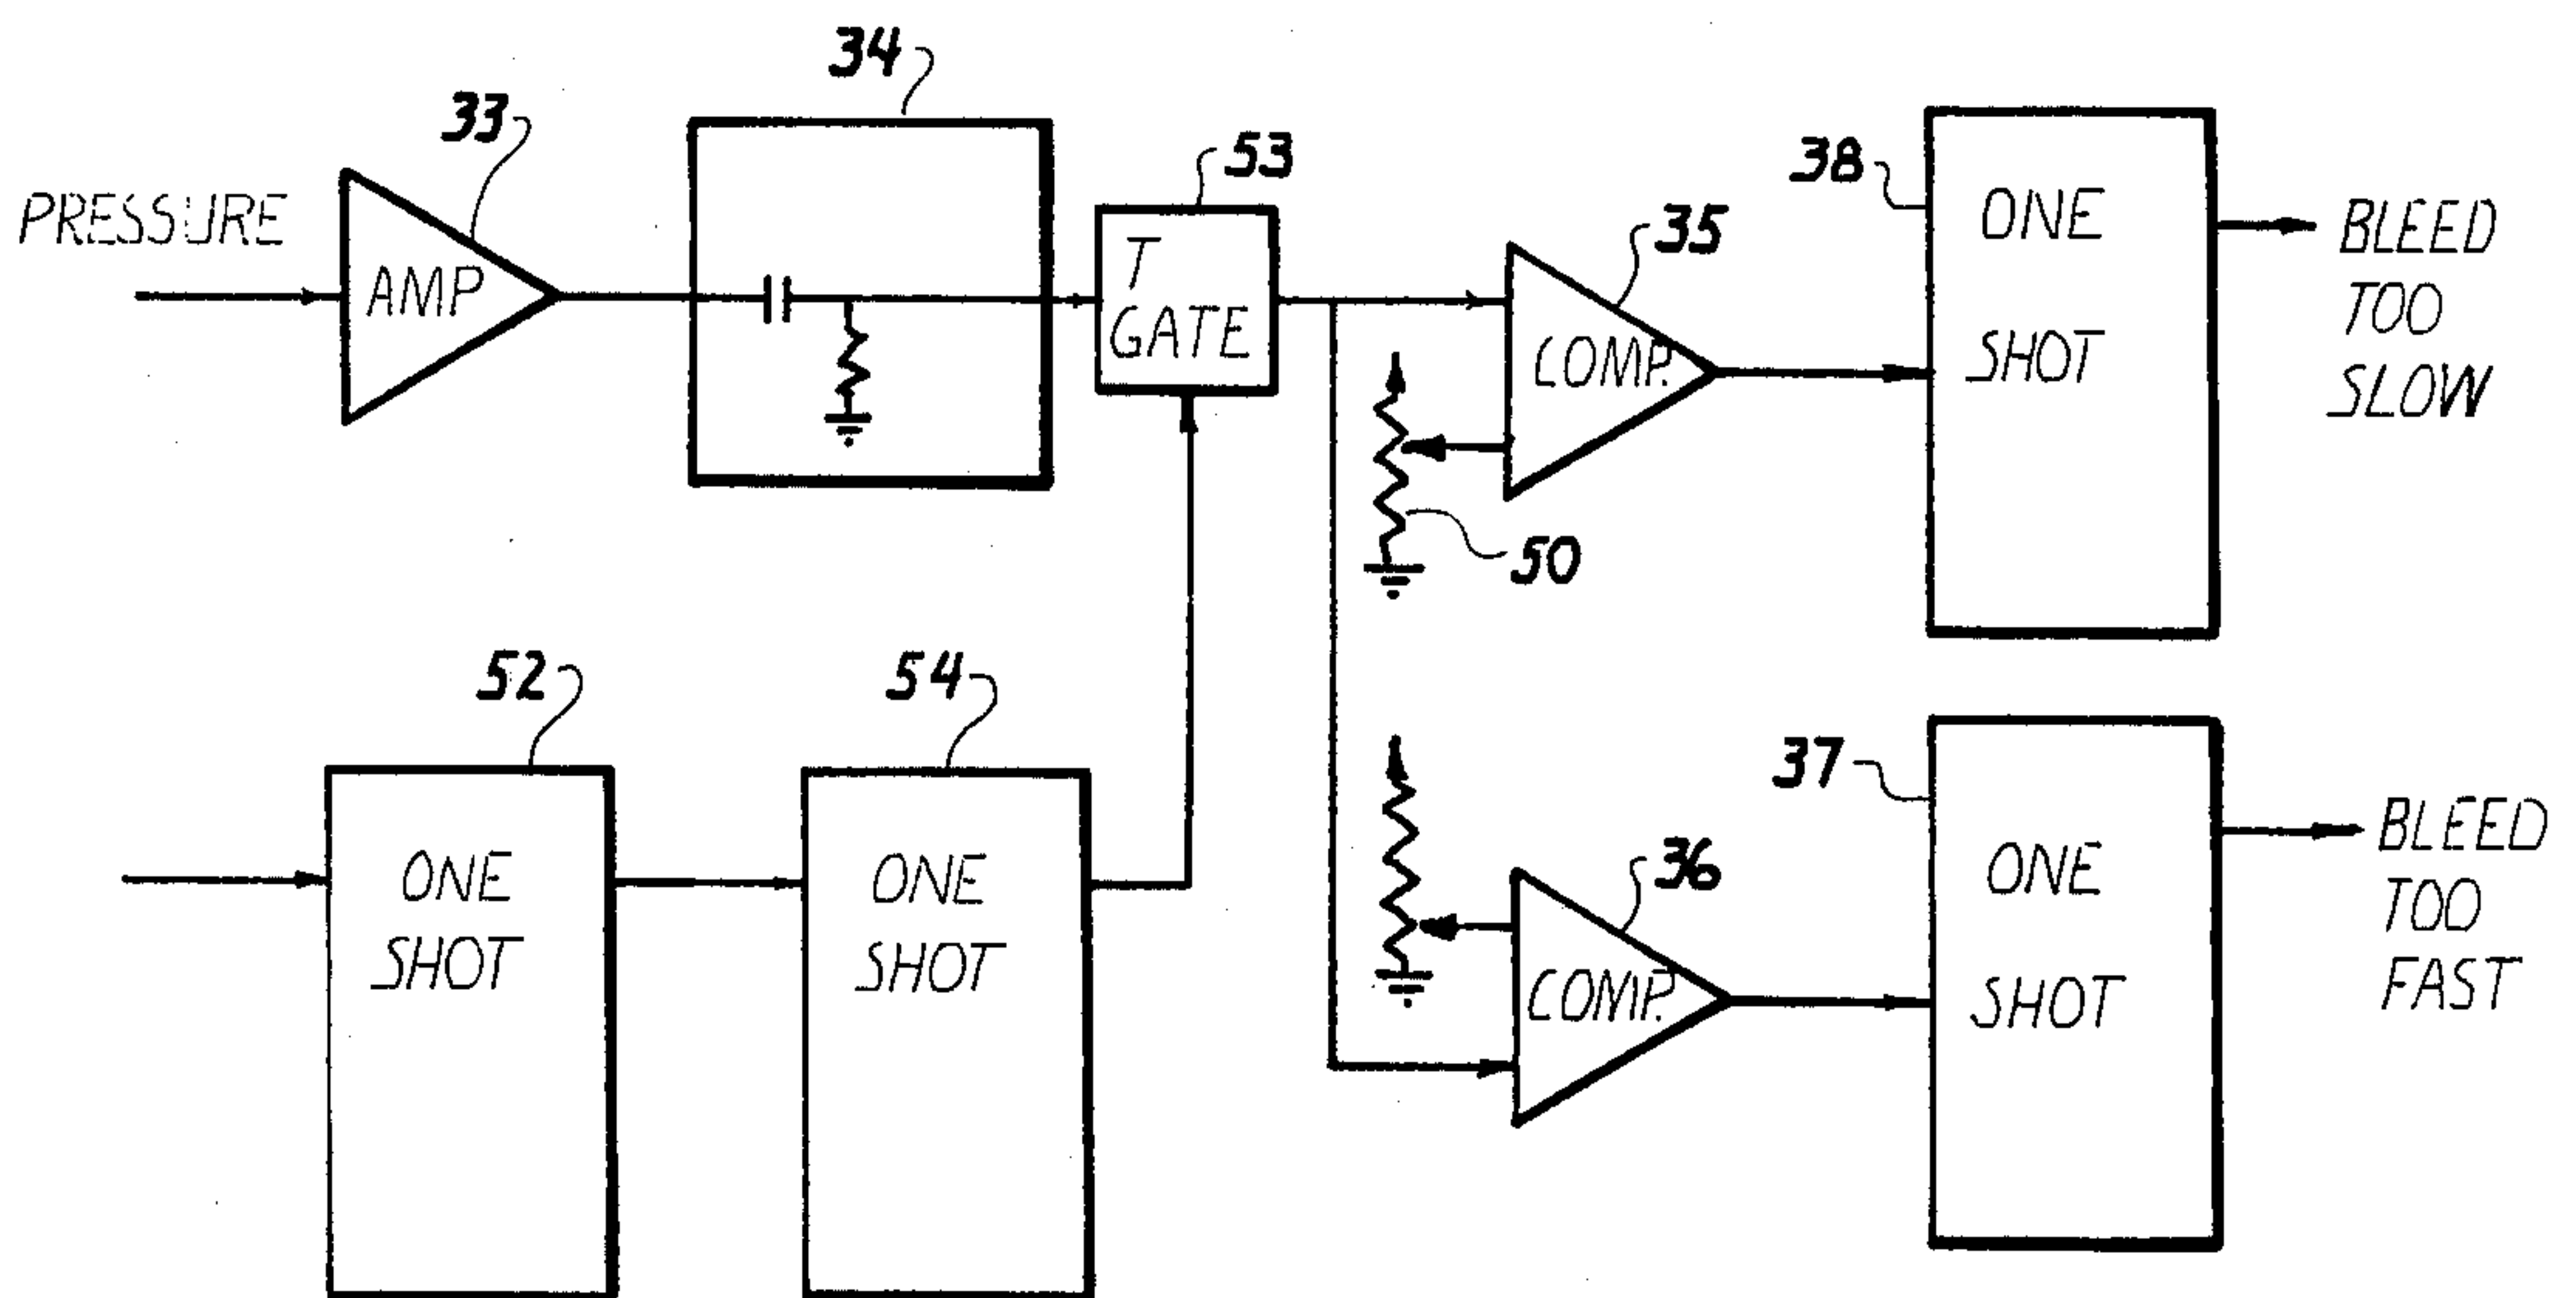 34
33
53
38
PRESSURE
AMP
T
GATE
35
COMP.
ONE
SHOT
BLEED
TOO
SLOW
50
52
54
37
ONE
SHOT
ONE
SHOT
36
COMP.
ONE
SHOT
BLEED
TOO
FAST